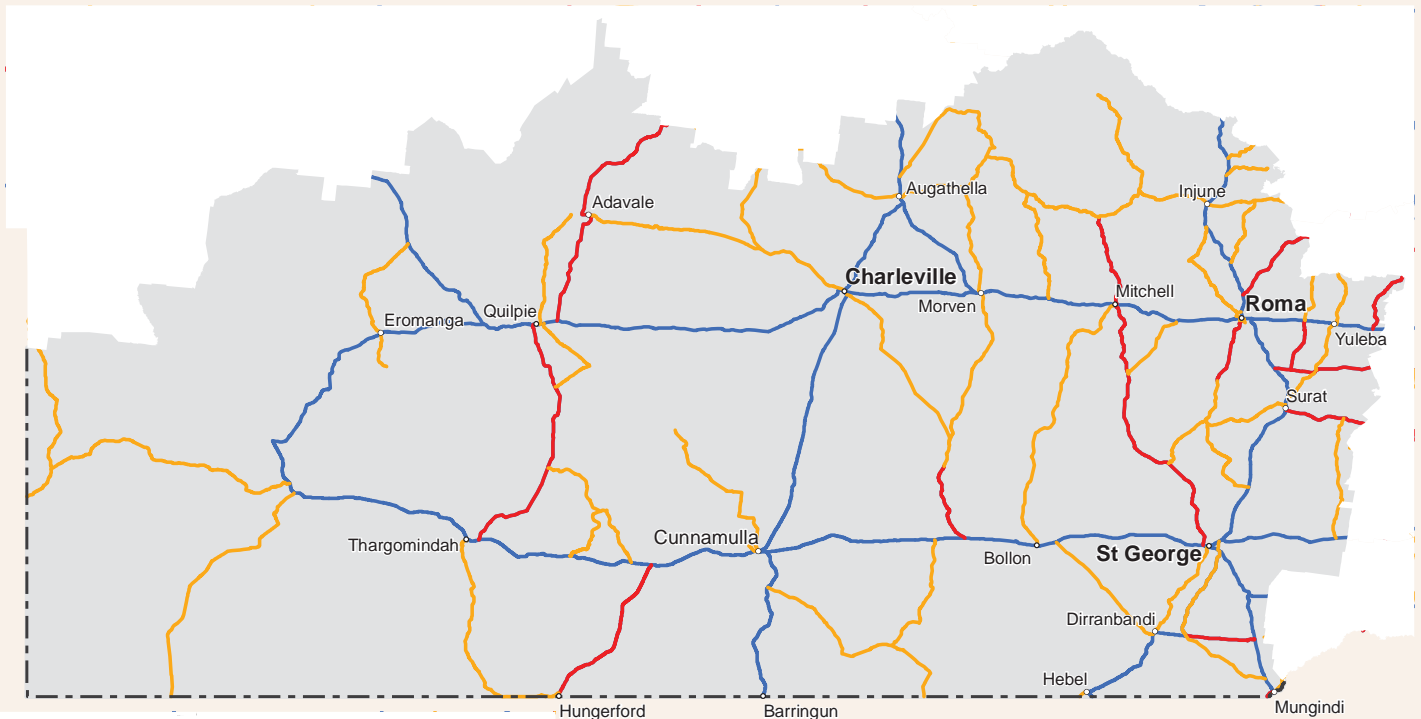 Augathella
Injune
Adavale
Charleville
Mitchell
Morven
Roma
Quilpie
Eromanga
Yuleba
Surat
Cunnamulla
Thargomindah
Bollon
St George
Dirranbandi
Hebel
Hungerford
Barringun
Mungindi